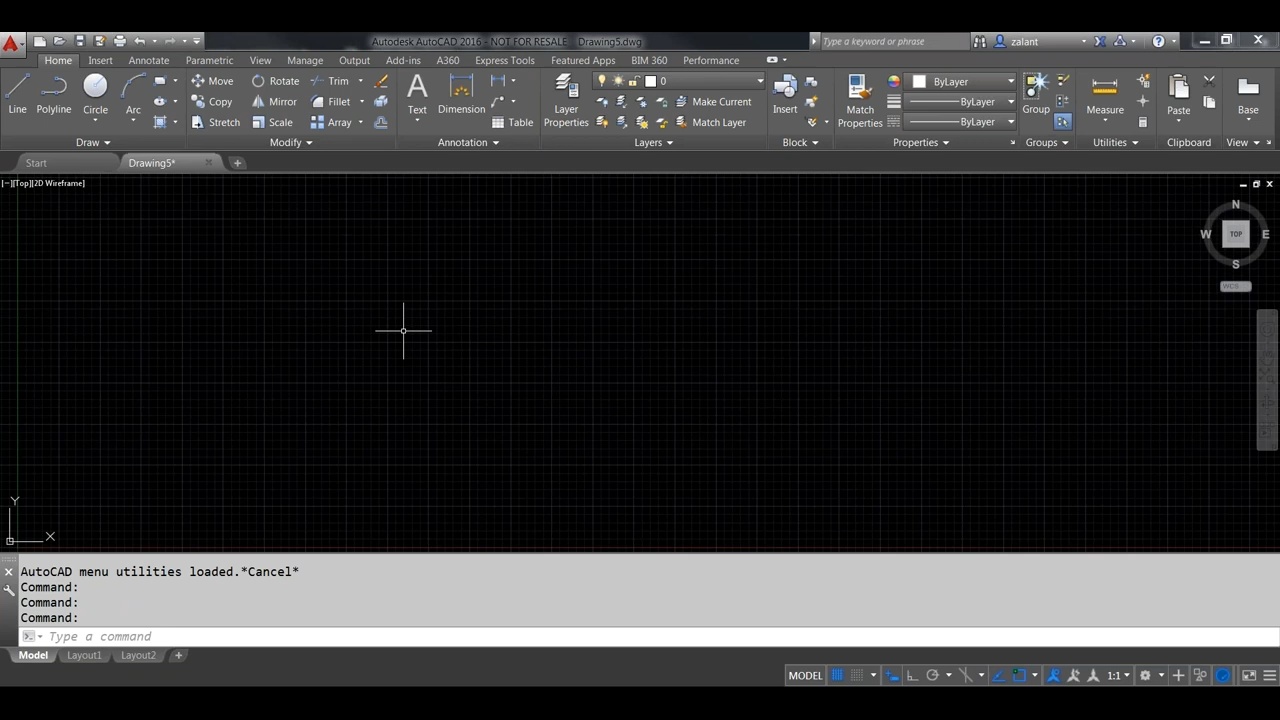 Autodesk AutoCAD 2016 - NOT FOR RESALE Drawing5.dwg
Type a keyword or phrase
zalant
Home Insert Annotate Parametric View Manage Output Add-ins A360 Express Tools Featured Apps BIM 360 Performance
Line
Polyline
Circle
Arc
Draw
Move
Rotate
Trim
Copy
Mirror
Fillet
Stretch
Scale
Array
Modify
Text
Dimension
Table
Annotation
Layer
Properties
0
Make Current
Match Layer
Layers
Insert
Block
Match
Properties
ByLayer
ByLayer
ByLayer
Properties
Group
Groups
Measure
Utilities
Paste
Clipboard
Base
View
Start
Drawing5*
[−][Top][2D Wireframe]
N
W
TOP
E
S
WCS
Y
X
AutoCAD menu utilities loaded.*Cancel*
Command:
Command:
Command:
Type a command
Model Layout1 Layout2
MODEL
1:1